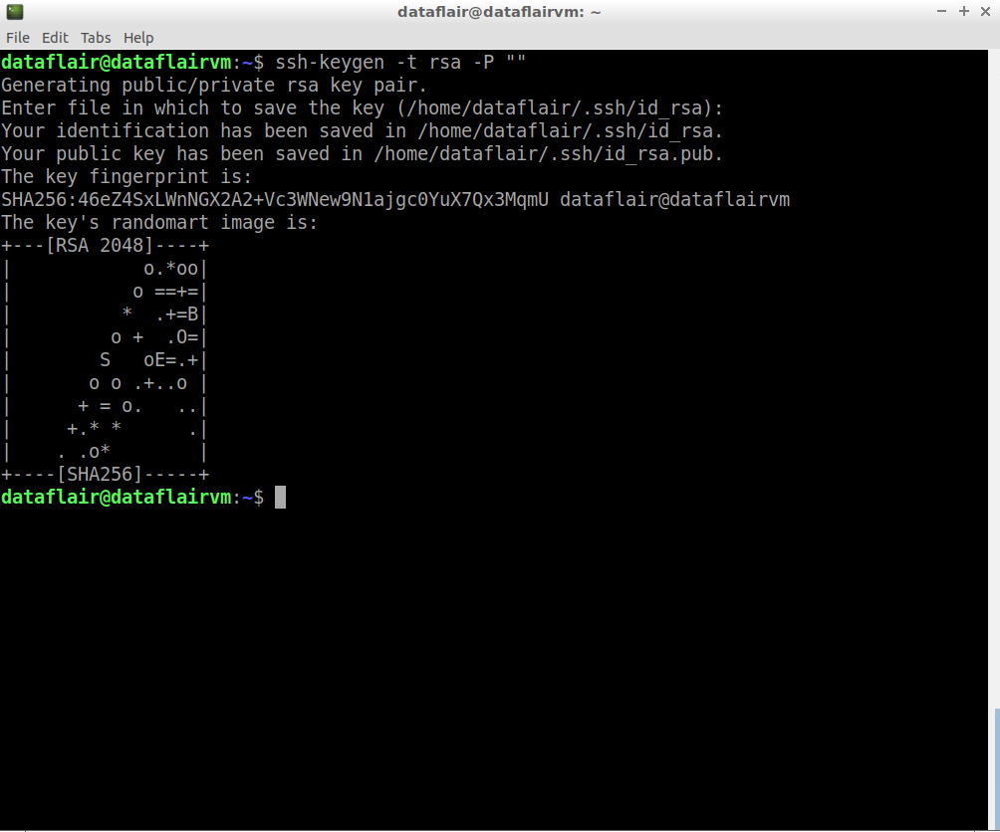 dataflair@dataflairvm: ~
File Edit Tabs Help
dataflair@dataflairvm:~$ ssh-keygen -t rsa -P ""
Generating public/private rsa key pair.
Enter file in which to save the key (/home/dataflair/.ssh/id_rsa):
Your identification has been saved in /home/dataflair/.ssh/id_rsa.
Your public key has been saved in /home/dataflair/.ssh/id_rsa.pub.
The key fingerprint is:
SHA256:46eZ4SxLWnNGX2A2+Vc3WNew9N1ajgc0YuX7Qx3MqmU dataflair@dataflairvm
The key's randomart image is:
+---[RSA 2048]----+
|            o.*oo|
|           o ==+=|
|          *  .+=B|
|         o +  .O=|
|        S   oE=.+|
|       o o .+..o |
|      + = o.   ..|
|     +.* *      .|
|    . .o*        |
+----[SHA256]-----+
dataflair@dataflairvm:~$